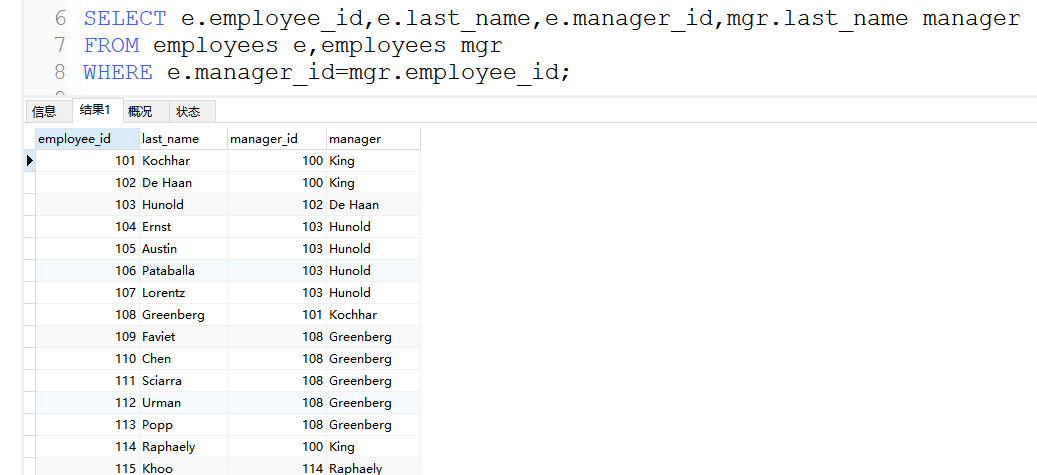 6 SELECT e.employee_id,e.last_name,e.manager_id,mgr.last_name manager
7 FROM employees e,employees mgr
8 WHERE e.manager_id=mgr.employee_id;
信息 结果1 概况 状态
employee_id last_name manager_id manager
101 Kochhar 100 King
102 De Haan 100 King
103 Hunold 102 De Haan
104 Ernst 103 Hunold
105 Austin 103 Hunold
106 Pataballa 103 Hunold
107 Lorentz 103 Hunold
108 Greenberg 101 Kochhar
109 Faviet 108 Greenberg
110 Chen 108 Greenberg
111 Sciarra 108 Greenberg
112 Urman 108 Greenberg
113 Popp 108 Greenberg
114 Raphaely 100 King
115 Khoo 114 Raphaely